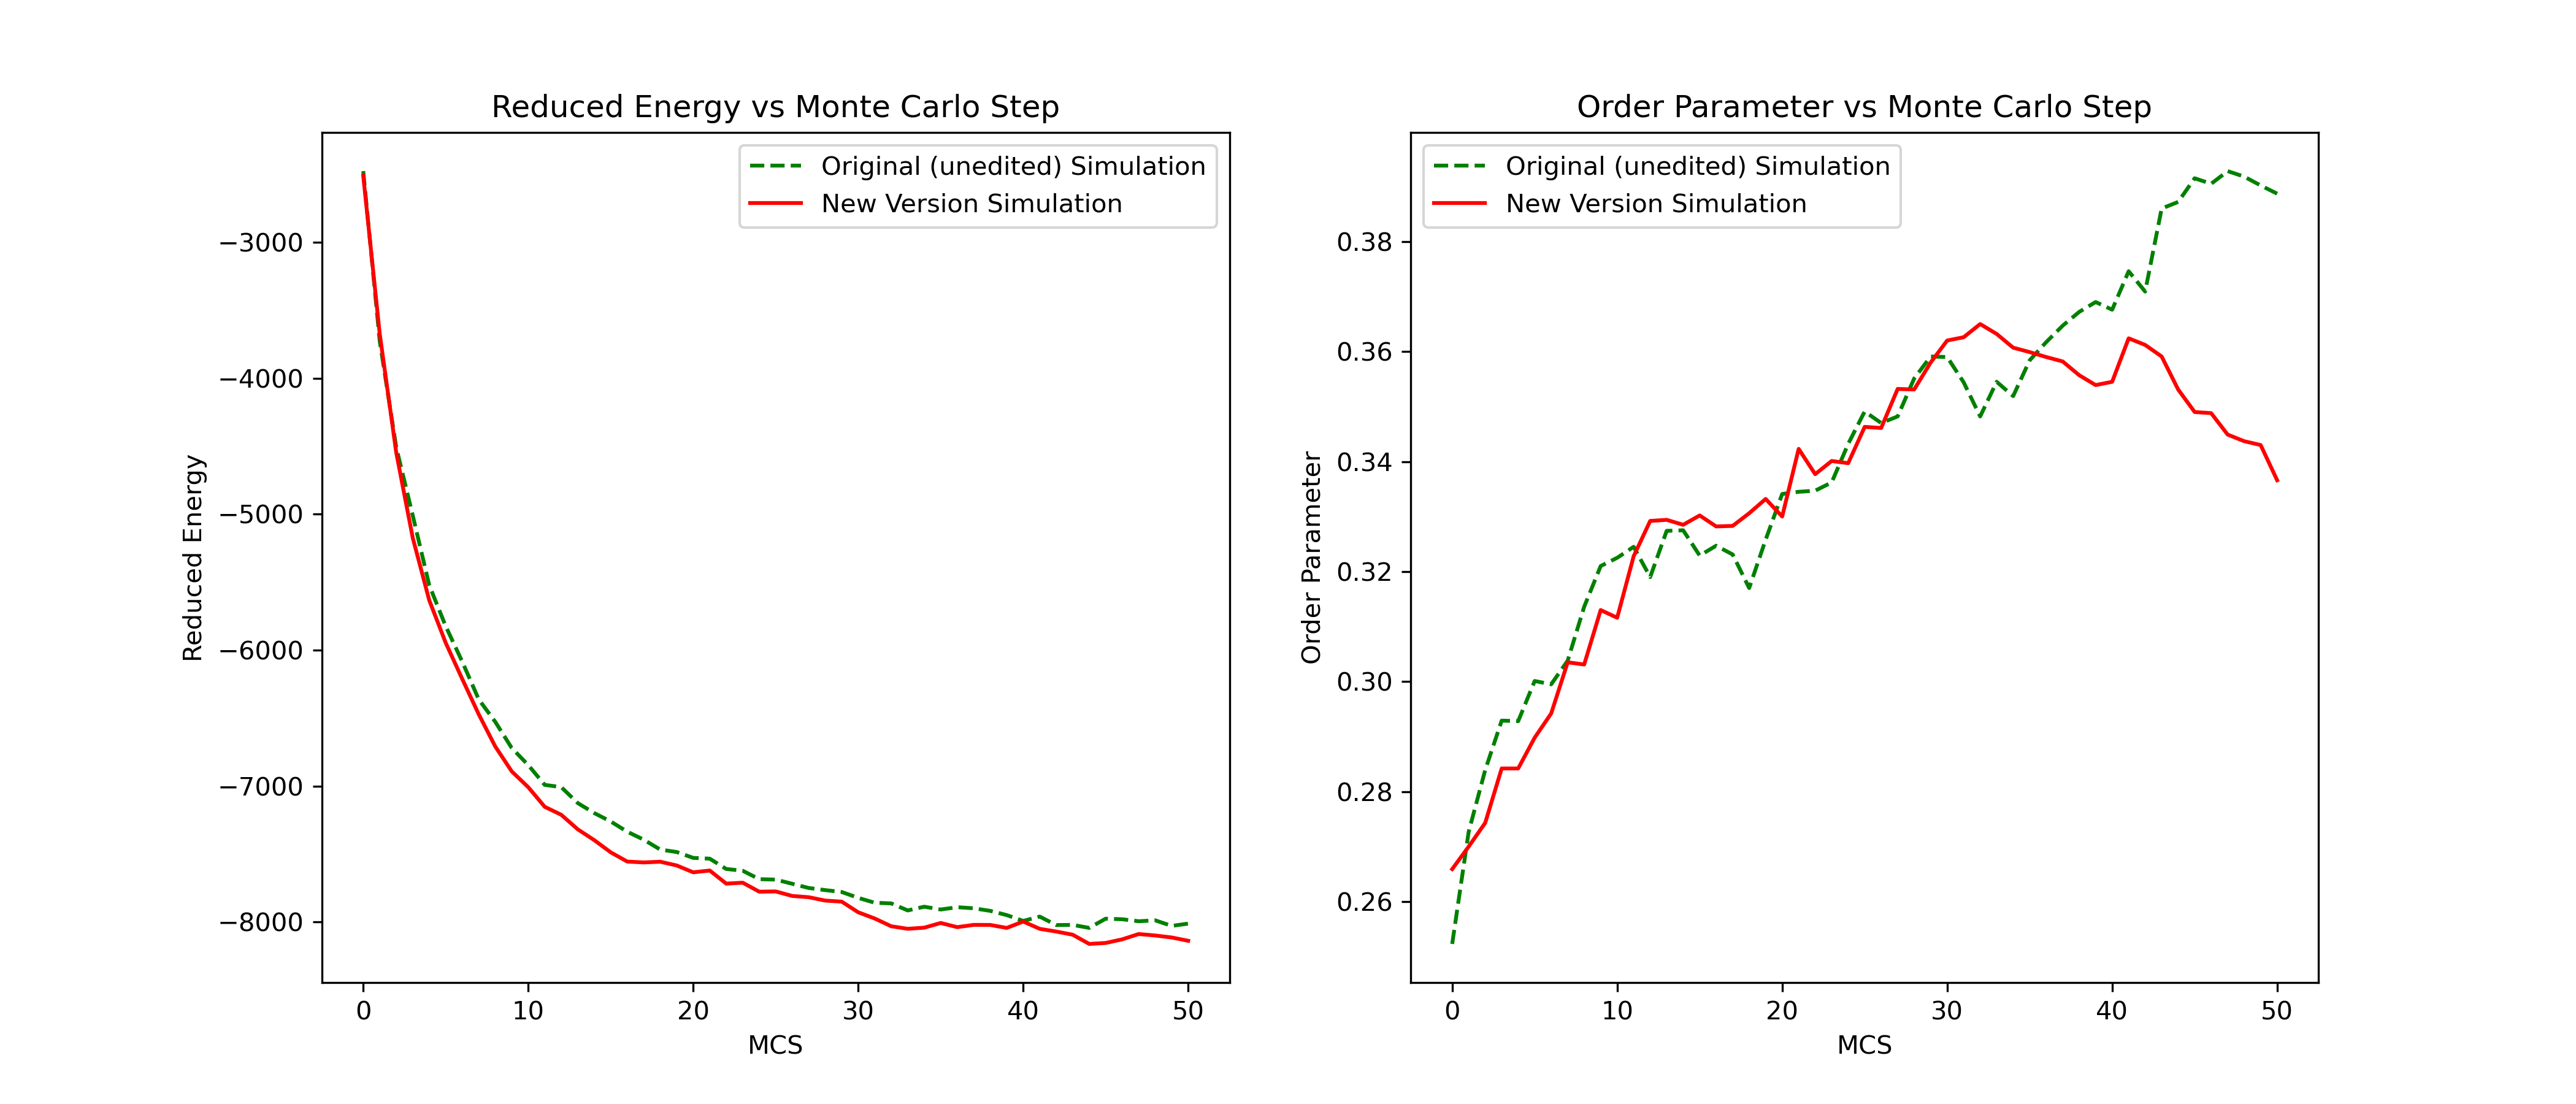 Reduced Energy vs Monte Carlo Step
Original (unedited) Simulation
New Version Simulation
−3000
−4000
−5000
−6000
−7000
−8000
Reduced Energy
0 10 20 30 40 50
MCS
Order Parameter vs Monte Carlo Step
Original (unedited) Simulation
New Version Simulation
0.38
0.36
0.34
0.32
0.30
0.28
0.26
Order Parameter
0 10 20 30 40 50
MCS